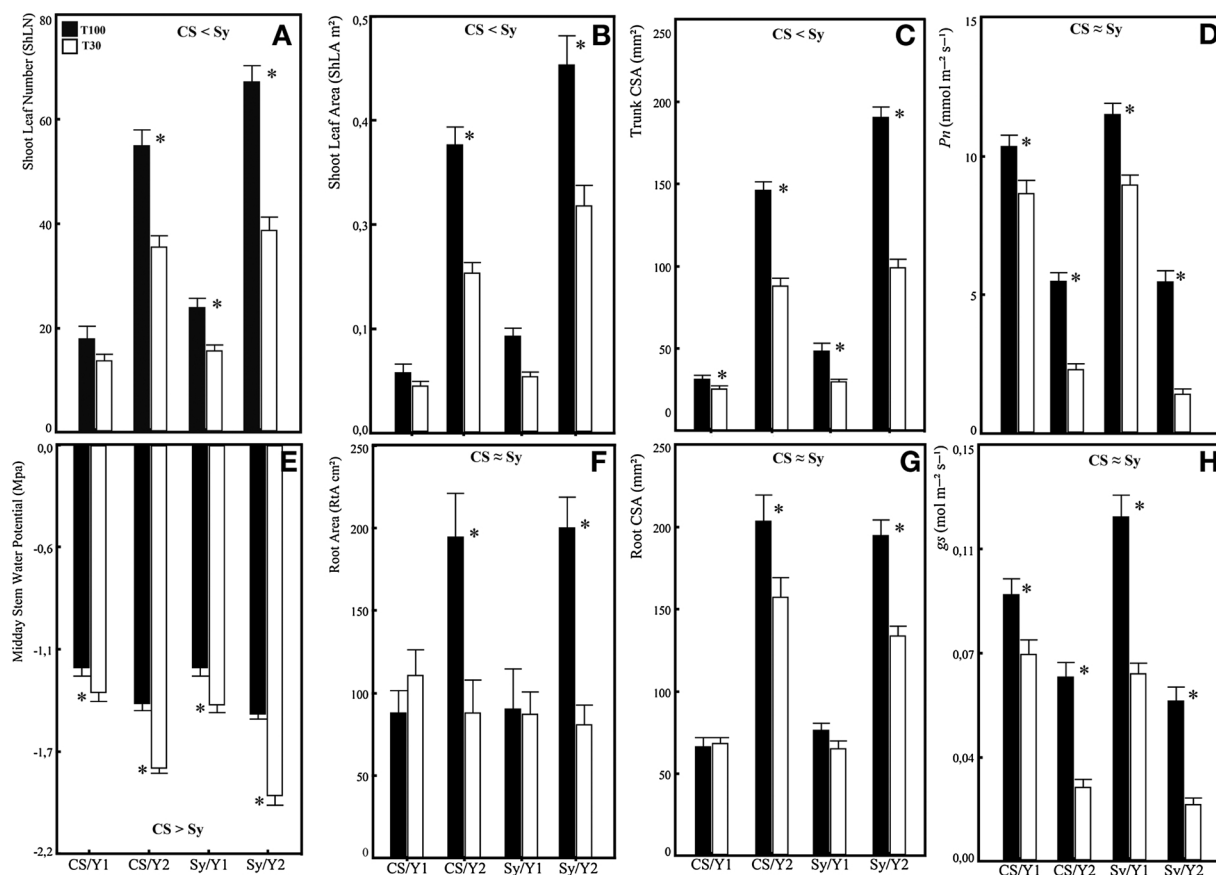 T100
T30
CS < Sy
A
Shoot Leaf Number (ShLN)
80
60
40
20
0
CS < Sy
B
Shoot Leaf Area (ShLA m²)
0,5
0,4
0,3
0,1
0,0
CS < Sy
C
Trunk CSA (mm²)
250
200
150
100
50
0
CS ≈ Sy
D
Pn (mmol m⁻² s⁻¹)
15
10
5
0
E
Midday Stem Water Potential (Mpa)
0,0
-0,6
-1,1
-1,7
-2,2
CS > Sy
CS/Y1 CS/Y2 Sy/Y1 Sy/Y2
CS ≈ Sy
F
Root Area (RtA cm²)
250
200
150
100
50
0
CS/Y1 CS/Y2 Sy/Y1 Sy/Y2
CS ≈ Sy
G
Root CSA (mm²)
250
200
150
100
50
0
CS/Y1 CS/Y2 Sy/Y1 Sy/Y2
CS ≈ Sy
H
gs (mol m⁻² s⁻¹)
0,15
0,11
0,07
0,04
0,00
CS/Y1 CS/Y2 Sy/Y1 Sy/Y2